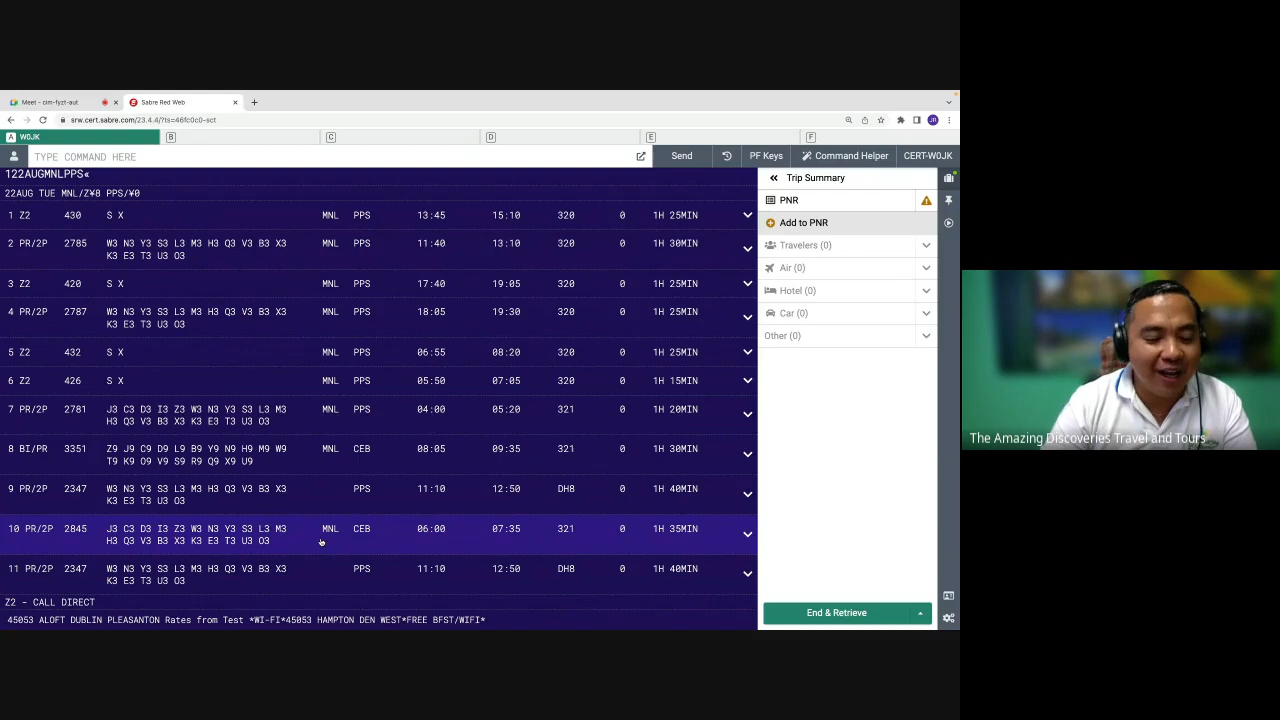 Meet - cim-fyzt-aut
Sabre Red Web
srw.cert.sabre.com/23.4.4/?ts=46fc0c0-sct
A W0JK B C D E F
TYPE COMMAND HERE Send PF Keys Command Helper CERT-W0JK
122AUGMNLPPS«
22AUG TUE MNL/Z¥8 PPS/¥0
1 Z2 430 S X MNL PPS 13:45 15:10 320 0 1H 25MIN
2 PR/2P 2785 W3 N3 Y3 S3 L3 M3 H3 Q3 V3 B3 X3 MNL PPS 11:40 13:10 320 0 1H 30MIN
K3 E3 T3 U3 O3
3 Z2 420 S X MNL PPS 17:40 19:05 320 0 1H 25MIN
4 PR/2P 2787 W3 N3 Y3 S3 L3 M3 H3 Q3 V3 B3 X3 MNL PPS 18:05 19:30 320 0 1H 25MIN
K3 E3 T3 U3 O3
5 Z2 432 S X MNL PPS 06:55 08:20 320 0 1H 25MIN
6 Z2 426 S X MNL PPS 05:50 07:05 320 0 1H 15MIN
7 PR/2P 2781 J3 C3 D3 I3 Z3 W3 N3 Y3 S3 L3 M3 MNL PPS 04:00 05:20 321 0 1H 20MIN
H3 Q3 V3 B3 X3 K3 E3 T3 U3 O3
8 BI/PR 3351 Z9 J9 C9 D9 L9 B9 Y9 N9 H9 M9 W9 MNL CEB 08:05 09:35 321 0 1H 30MIN
T9 K9 O9 V9 S9 R9 Q9 X9 U9
9 PR/2P 2347 W3 N3 Y3 S3 L3 M3 H3 Q3 V3 B3 X3 PPS 11:10 12:50 DH8 0 1H 40MIN
K3 E3 T3 U3 O3
10 PR/2P 2845 J3 C3 D3 I3 Z3 W3 N3 Y3 S3 L3 M3 MNL CEB 06:00 07:35 321 0 1H 35MIN
H3 Q3 V3 B3 X3 K3 E3 T3 U3 O3
11 PR/2P 2347 W3 N3 Y3 S3 L3 M3 H3 Q3 V3 B3 X3 PPS 11:10 12:50 DH8 0 1H 40MIN
K3 E3 T3 U3 O3
Z2 - CALL DIRECT
45053 ALOFT DUBLIN PLEASANTON Rates from Test *WI-FI*45053 HAMPTON DEN WEST*FREE BFST/WIFI*
Trip Summary
PNR
Add to PNR
Travelers (0)
Air (0)
Hotel (0)
Car (0)
Other (0)
End & Retrieve
The Amazing Discoveries Travel and Tours